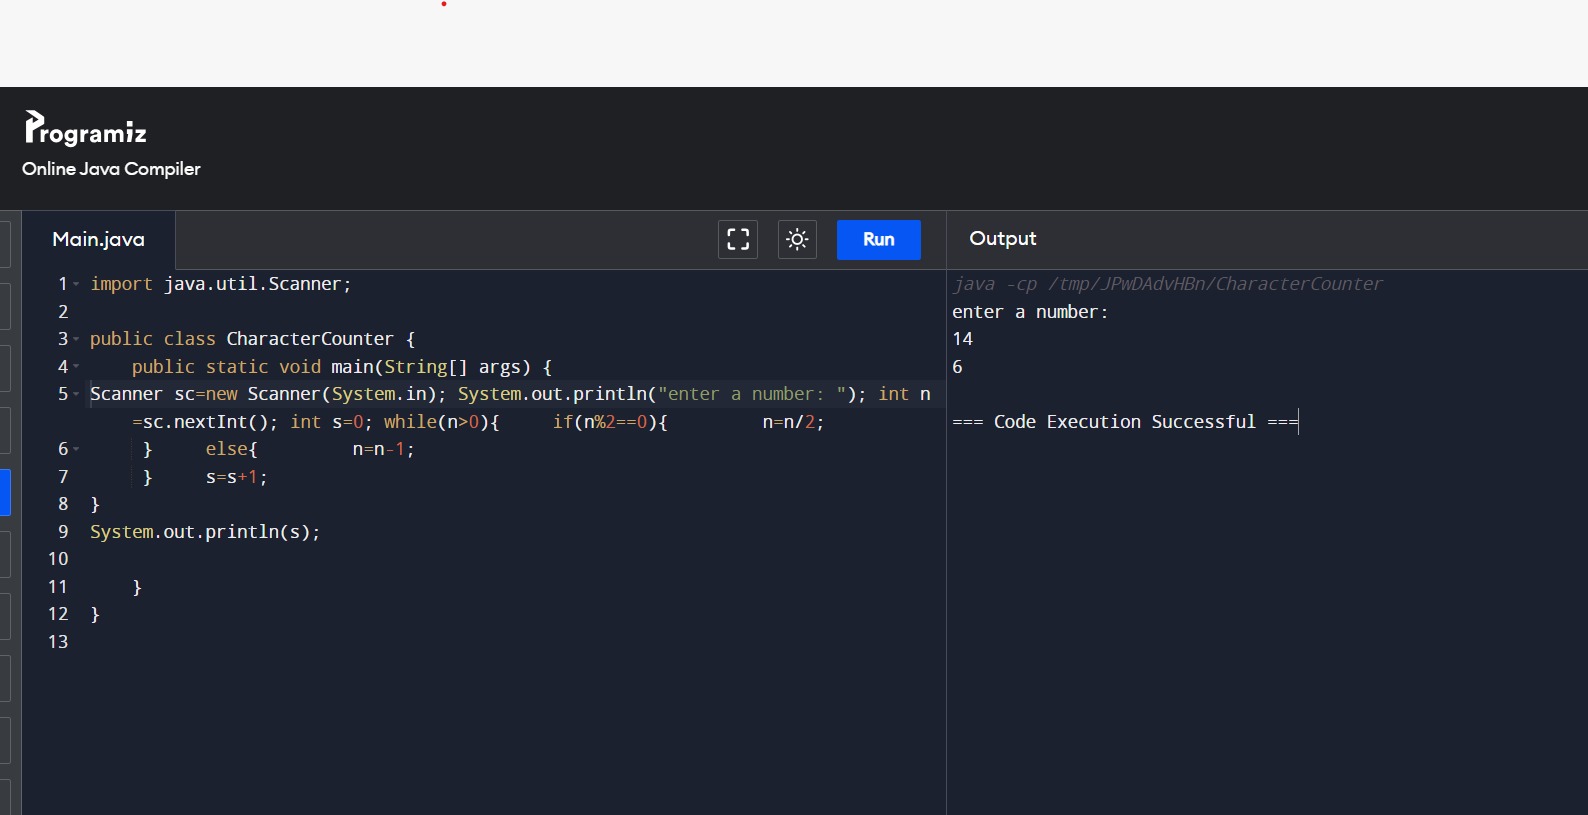 Programiz
Online Java Compiler
Main.java
Run
Output
1 import java.util.Scanner;
2
3 public class CharacterCounter {
4     public static void main(String[] args) {
5 Scanner sc=new Scanner(System.in); System.out.println("enter a number: "); int n
    =sc.nextInt(); int s=0; while(n>0){     if(n%2==0){         n=n/2;
6     }     else{         n=n-1;
7     }     s=s+1;
8 }
9 System.out.println(s);
10
11     }
12 }
13
java -cp /tmp/JPwDAdvHBn/CharacterCounter
enter a number:
14
6
=== Code Execution Successful ===